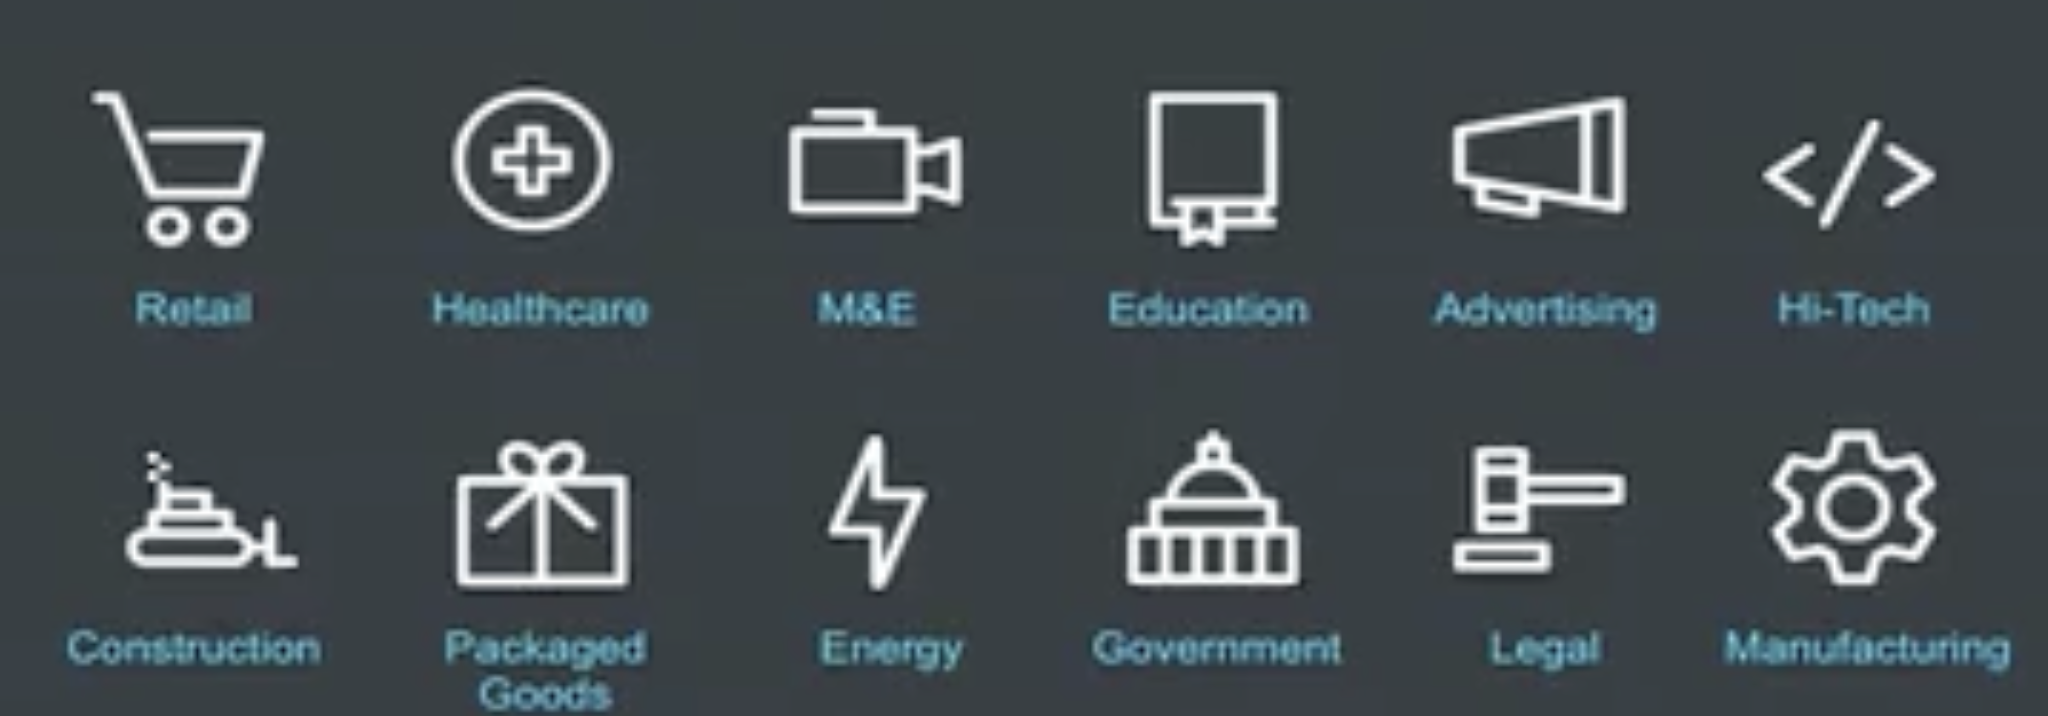 Retail Healthcare M&E Education Advertising Hi-Tech
Construction Packaged Energy Government Legal Manufacturing
Goods